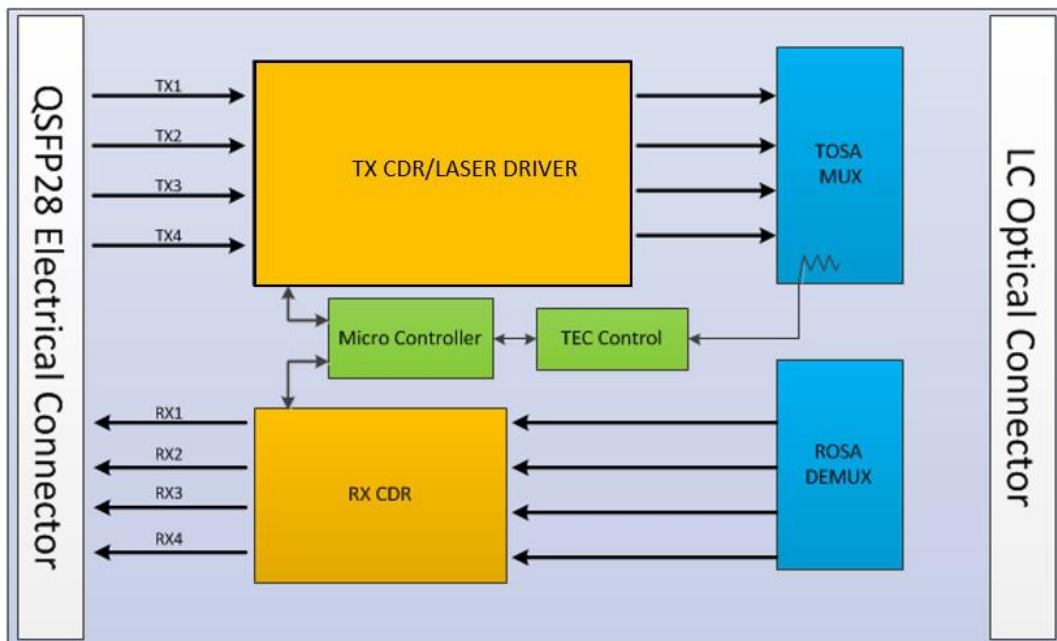 QSFP28 Electrical Connector
TX1
TX2
TX3
TX4
TX CDR/LASER DRIVER
TOSA
MUX
LC Optical Connector
Micro Controller
TEC Control
RX1
RX2
RX3
RX4
RX CDR
ROSA
DEMUX